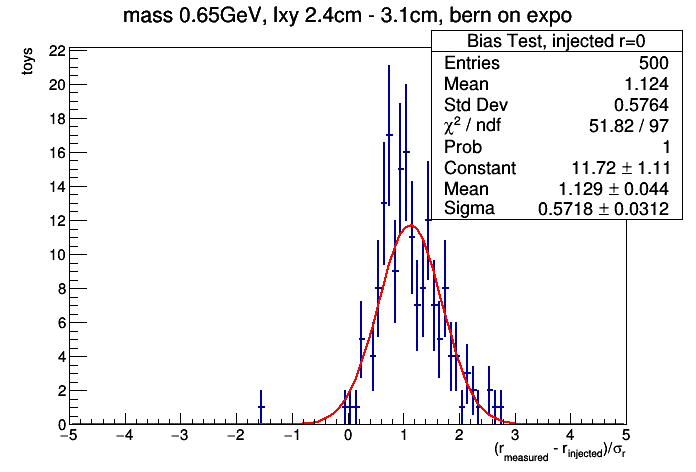 mass 0.65GeV, lxy 2.4cm - 3.1cm, bern on expo
Bias Test, injected r=0
Entries 500
Mean 1.124
Std Dev 0.5764
χ² / ndf 51.82 / 97
Prob 1
Constant 11.72 ± 1.11
Mean 1.129 ± 0.044
Sigma 0.5718 ± 0.0312
toys
22
20
18
16
14
12
10
8
6
4
2
0
−5 −4 −3 −2 −1 0 1 2 3 4 5
(r_measured - r_injected)/σ_r